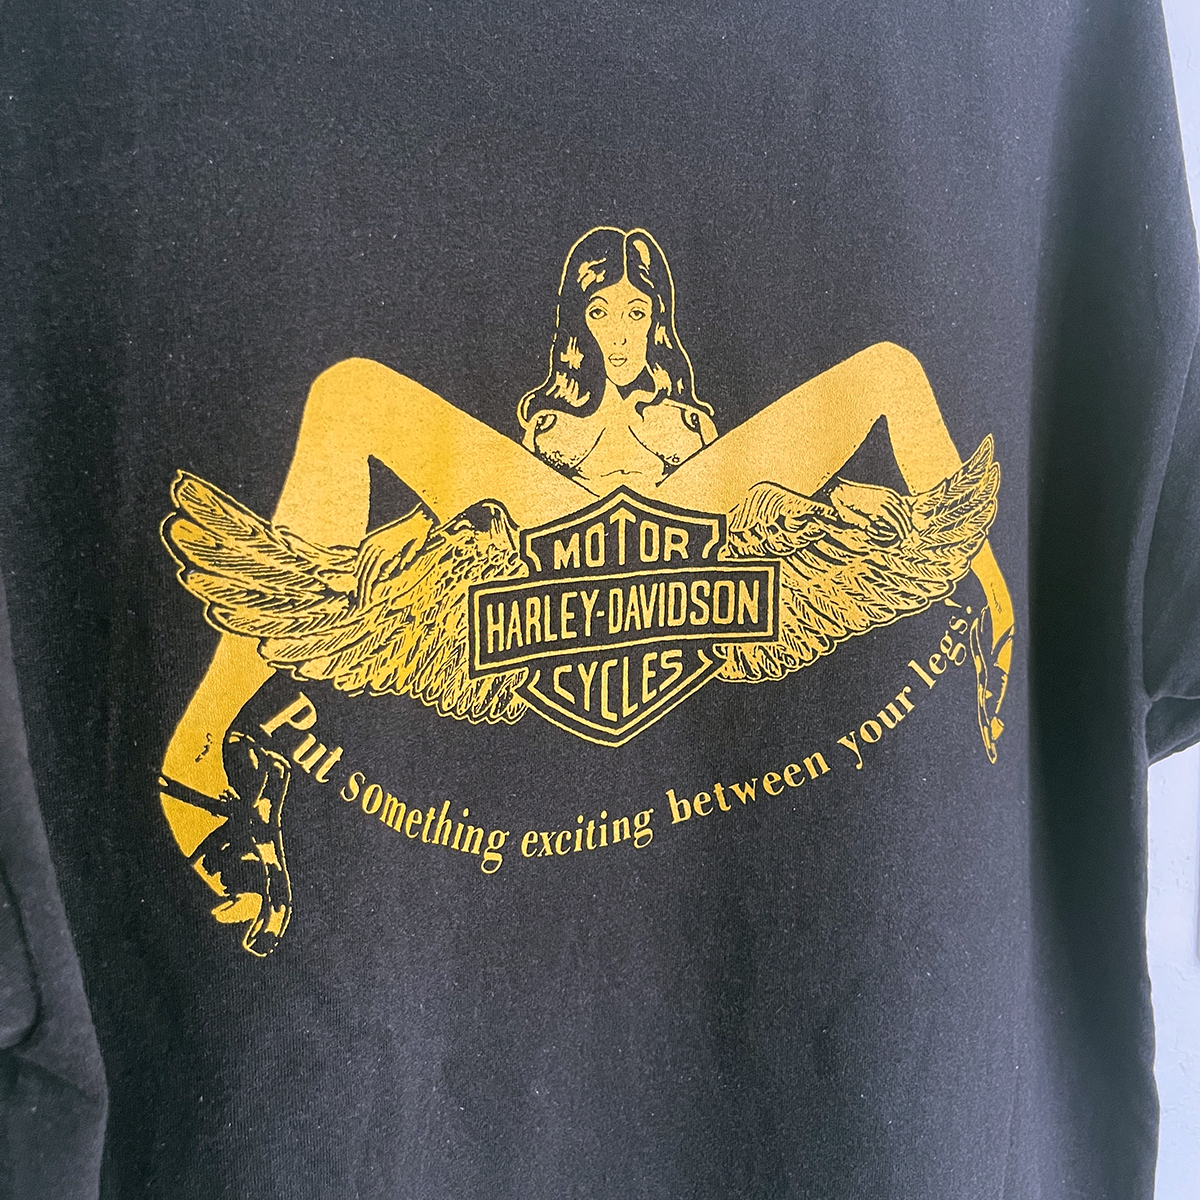 MOTOR
HARLEY-DAVIDSON
CYCLES
Put something exciting between your legs!